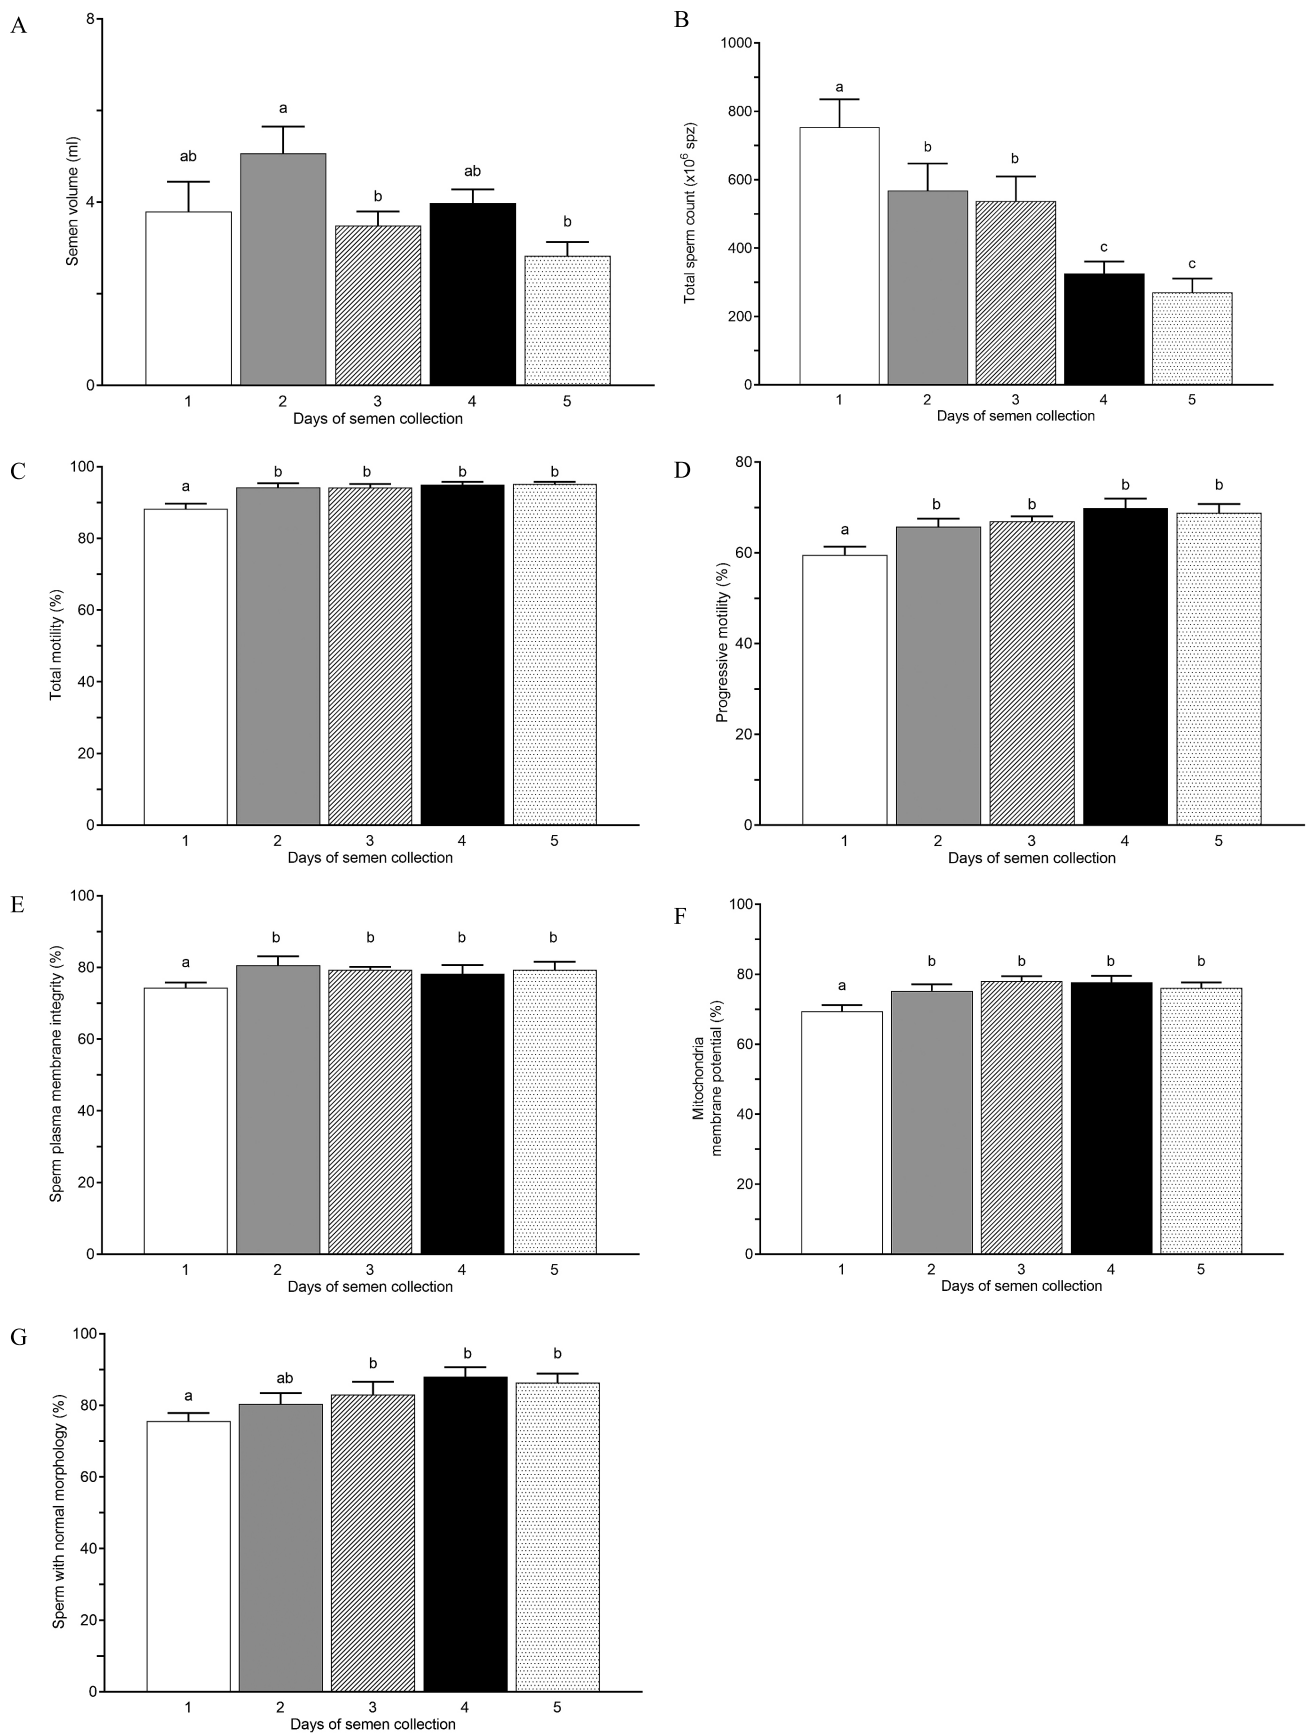 A
Semen volume (ml)
8
4
0
ab
a
b
ab
b
1 2 3 4 5
Days of semen collection
B
Total sperm count (x10⁶ spz)
1000
800
600
400
200
0
a
b
b
c
c
1 2 3 4 5
Days of semen collection
C
Total motility (%)
100
80
60
40
20
0
a
b
b
b
b
1 2 3 4 5
Days of semen collection
D
Progressive motility (%)
80
60
40
20
0
a
b
b
b
b
1 2 3 4 5
Days of semen collection
E
Sperm plasma membrane integrity (%)
100
80
60
40
20
0
a
b
b
b
b
1 2 3 4 5
Days of semen collection
F
Mitochondria
membrane potential (%)
100
80
60
40
20
0
a
b
b
b
b
1 2 3 4 5
Days of semen collection
G
Sperm with normal morphology (%)
100
80
60
40
20
0
a
ab
b
b
b
1 2 3 4 5
Days of semen collection